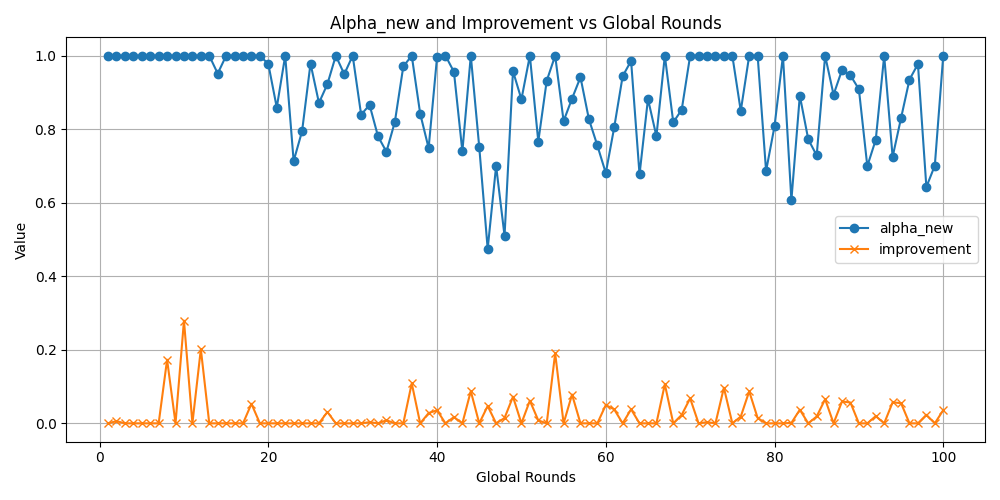 Alpha_new and Improvement vs Global Rounds
1.0
0.8
0.6
0.4
0.2
0.0
Value
alpha_new
improvement
0 20 40 60 80 100
Global Rounds